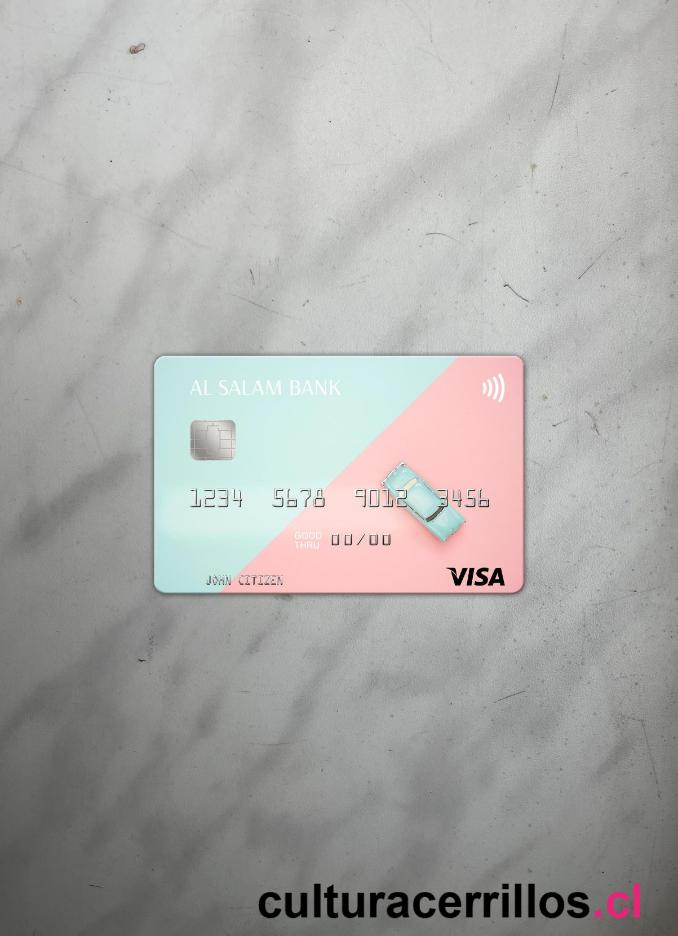 AL SALAM BANK
1234 5678 9012 3456
GOOD
THRU 00/00
JOHN CITIZEN
VISA
culturacerrillos.cl